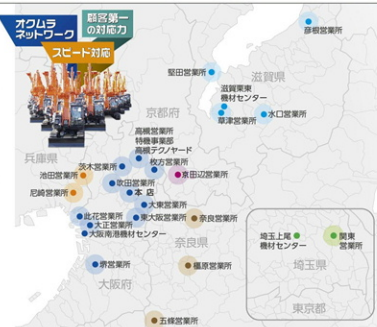 オクムラ
ネットワーク
顧客第一
の対応力
スピード対応
彦根営業所
滋賀県
堅田営業所
滋賀栗東
機材センター
草津営業所
水口営業所
京都府
高槻営業所
特機事業部
高槻テクノヤード
兵庫県
茨木営業所
枚方営業所
池田営業所
京田辺営業所
吹田営業所
尼崎営業所
本店
大東営業所
此花営業所
東大阪営業所
奈良営業所
大正営業所
大阪南港機材センター
奈良県
堺営業所
橿原営業所
大阪府
五條営業所
埼玉上尾
機材センター
関東
営業所
埼玉県
東京都